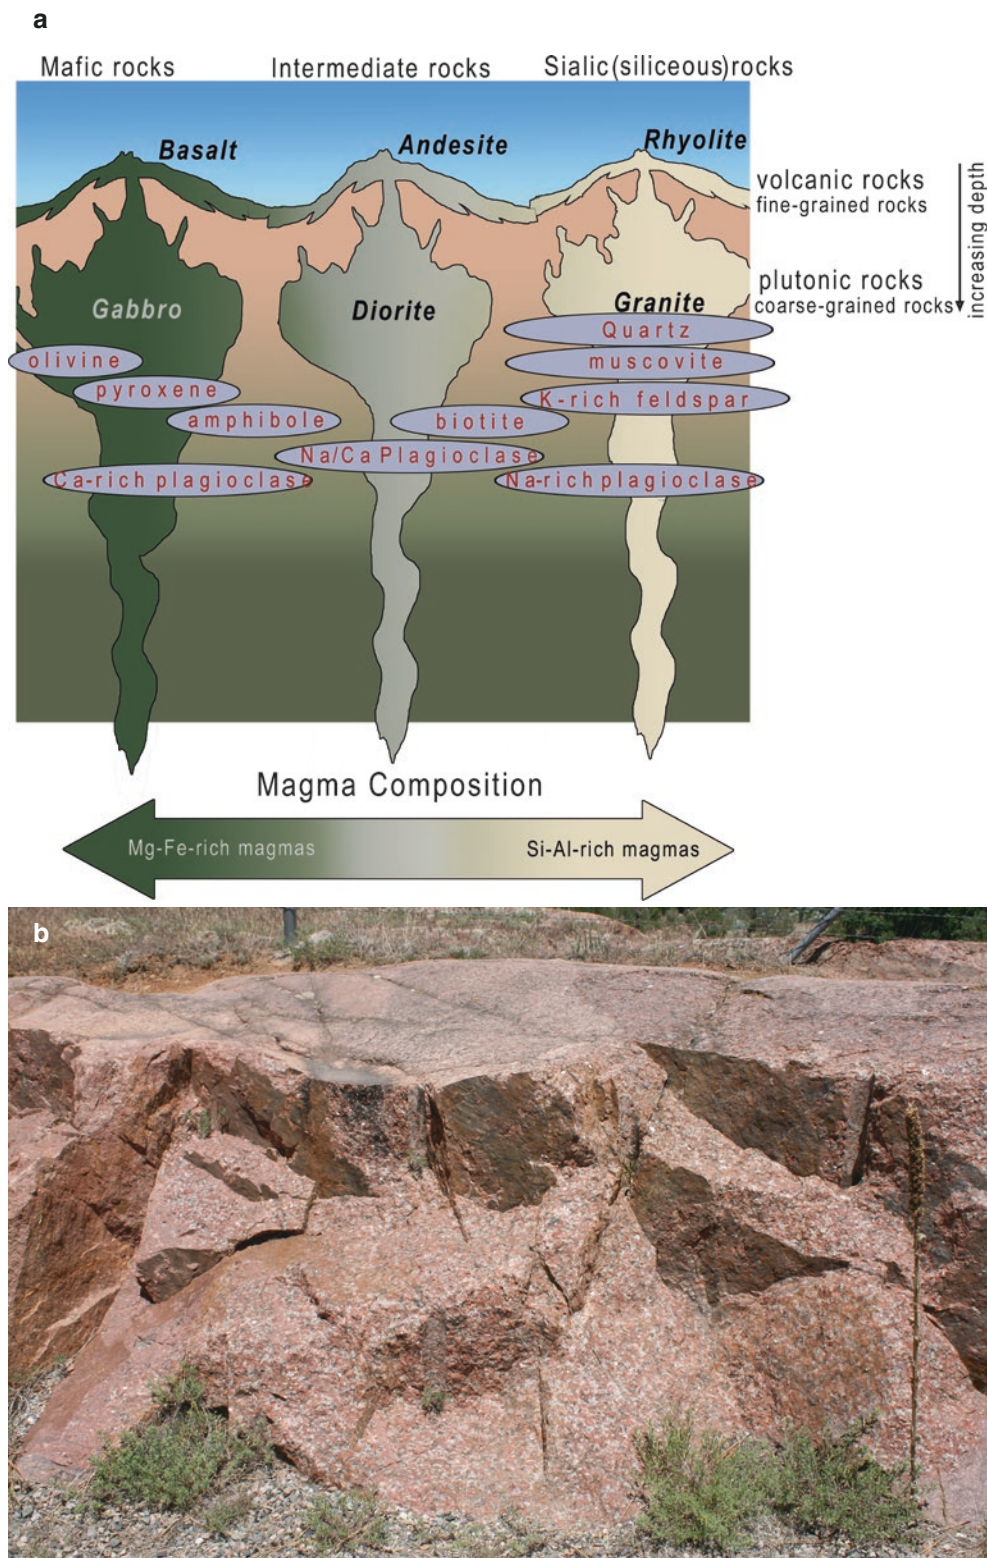 a
Mafic rocks
Intermediate rocks
Sialic(siliceous)rocks
Basalt
Andesite
Rhyolite
volcanic rocks
fine-grained rocks
increasing depth
plutonic rocks
coarse-grained rocks
Gabbro
Diorite
Granite
Quartz
olivine
muscovite
pyroxene
K-rich feldspar
amphibole
biotite
Na/Ca Plagioclase
Ca-rich plagioclase
Na-rich plagioclase
Magma Composition
Mg-Fe-rich magmas
Si-Al-rich magmas
b